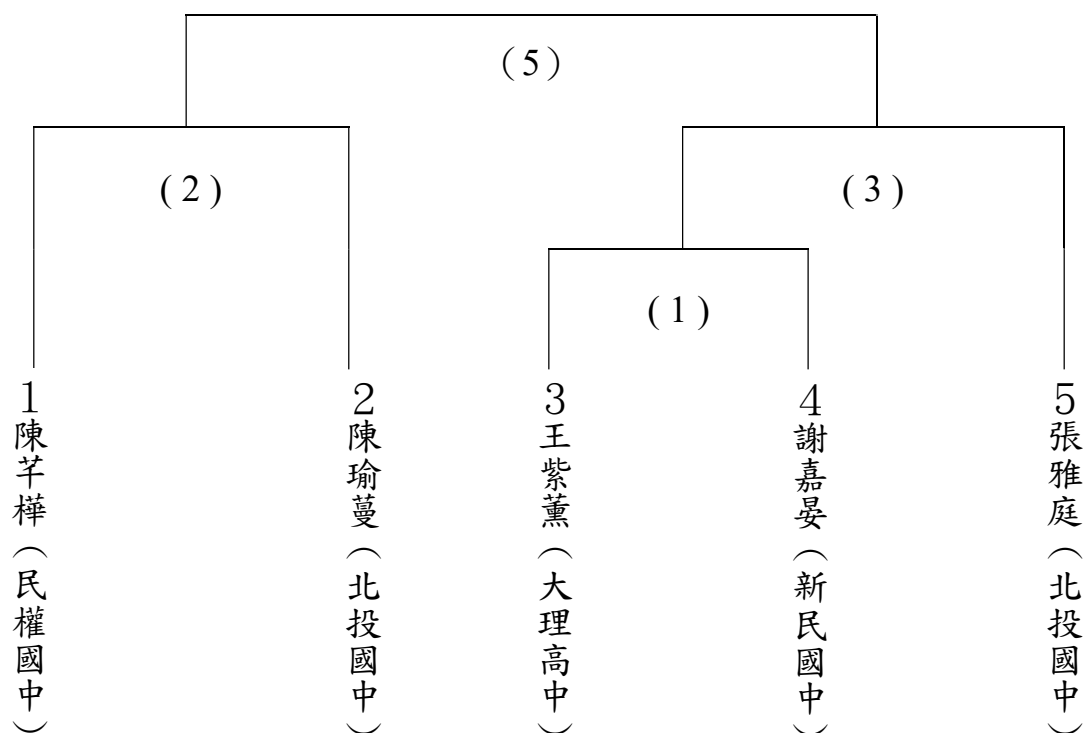 (5)
(2)
(3)
(1)
1陳芊樺(民權國中)
2陳瑜蔓(北投國中)
3王紫薰(大理高中)
4謝嘉晏(新民國中)
5張雅庭(北投國中)